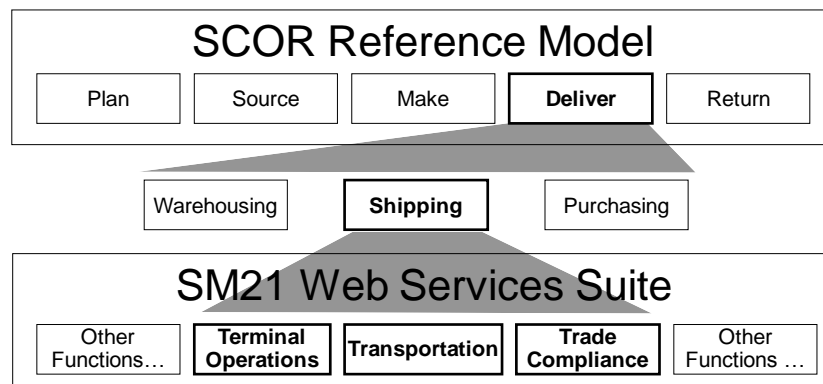 SCOR Reference Model
Plan
Source
Make
Deliver
Return
Warehousing
Shipping
Purchasing
SM21 Web Services Suite
Other
Functions…
Terminal
Operations
Transportation
Trade
Compliance
Other
Functions …